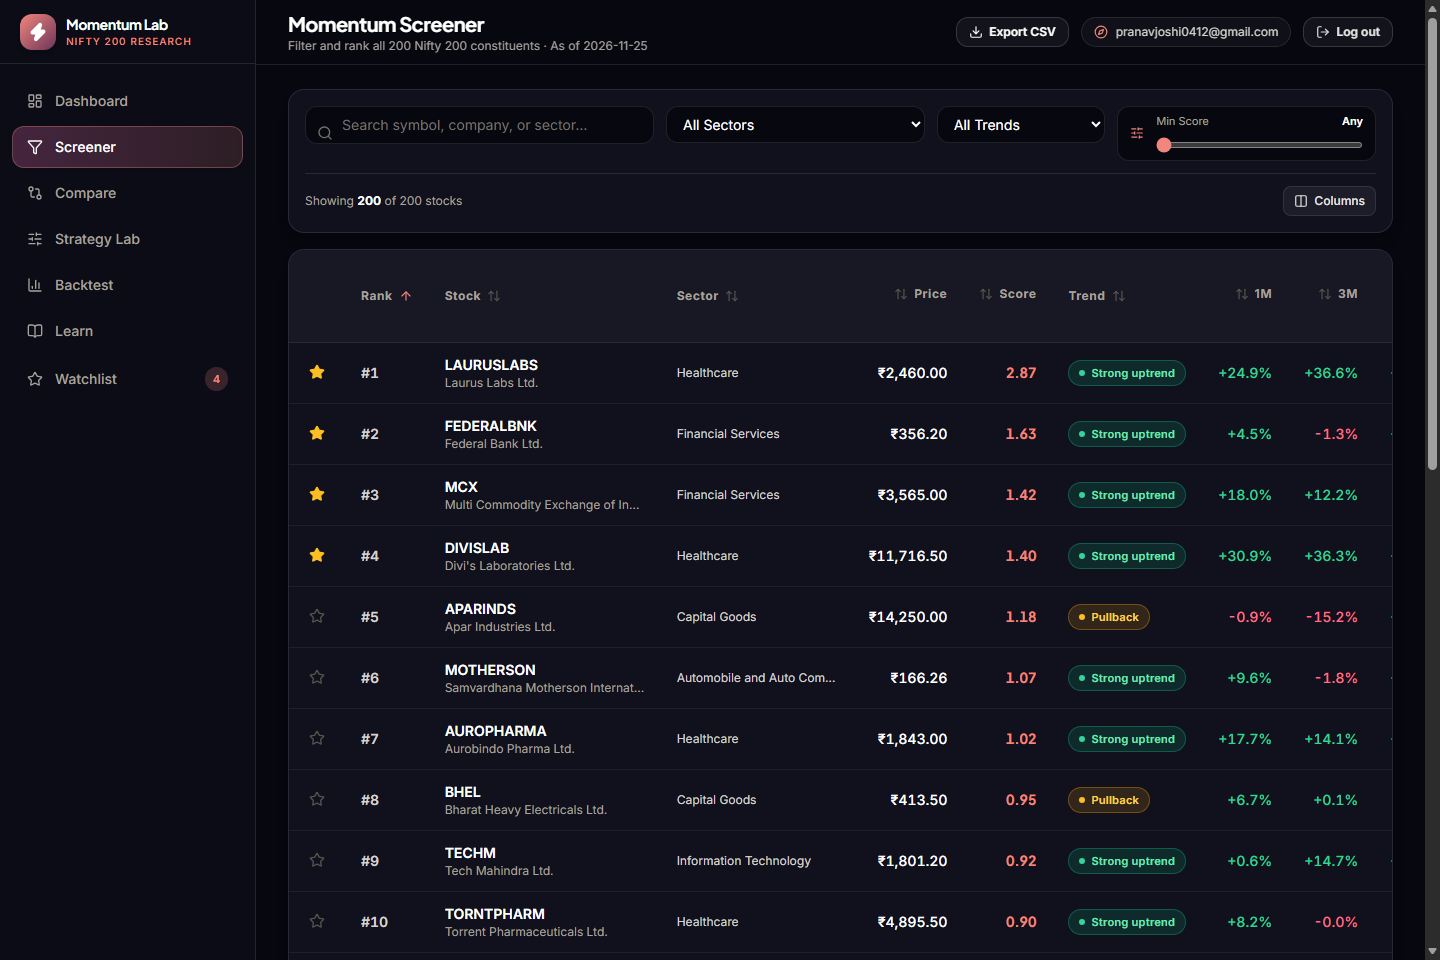 Momentum Lab
NIFTY 200 RESEARCH
Dashboard
Screener
Compare
Strategy Lab
Backtest
Learn
Watchlist 4
Momentum Screener
Filter and rank all 200 Nifty 200 constituents · As of 2026-11-25
Export CSV
pranavjoshi0412@gmail.com
Log out
Search symbol, company, or sector...
All Sectors
All Trends
Min Score Any
Showing 200 of 200 stocks
Columns
Rank Stock Sector Price Score Trend 1M 3M
#1 LAURUSLABS Healthcare ₹2,460.00 2.87 Strong uptrend +24.9% +36.6%
Laurus Labs Ltd.
#2 FEDERALBNK Financial Services ₹356.20 1.63 Strong uptrend +4.5% -1.3%
Federal Bank Ltd.
#3 MCX Financial Services ₹3,565.00 1.42 Strong uptrend +18.0% +12.2%
Multi Commodity Exchange of In...
#4 DIVISLAB Healthcare ₹11,716.50 1.40 Strong uptrend +30.9% +36.3%
Divi's Laboratories Ltd.
#5 APARINDS Capital Goods ₹14,250.00 1.18 Pullback -0.9% -15.2%
Apar Industries Ltd.
#6 MOTHERSON Automobile and Auto Com... ₹166.26 1.07 Strong uptrend +9.6% -1.8%
Samvardhana Motherson Internat...
#7 AUROPHARMA Healthcare ₹1,843.00 1.02 Strong uptrend +17.7% +14.1%
Aurobindo Pharma Ltd.
#8 BHEL Capital Goods ₹413.50 0.95 Pullback +6.7% +0.1%
Bharat Heavy Electricals Ltd.
#9 TECHM Information Technology ₹1,801.20 0.92 Strong uptrend +0.6% +14.7%
Tech Mahindra Ltd.
#10 TORNTPHARM Healthcare ₹4,895.50 0.90 Strong uptrend +8.2% -0.0%
Torrent Pharmaceuticals Ltd.